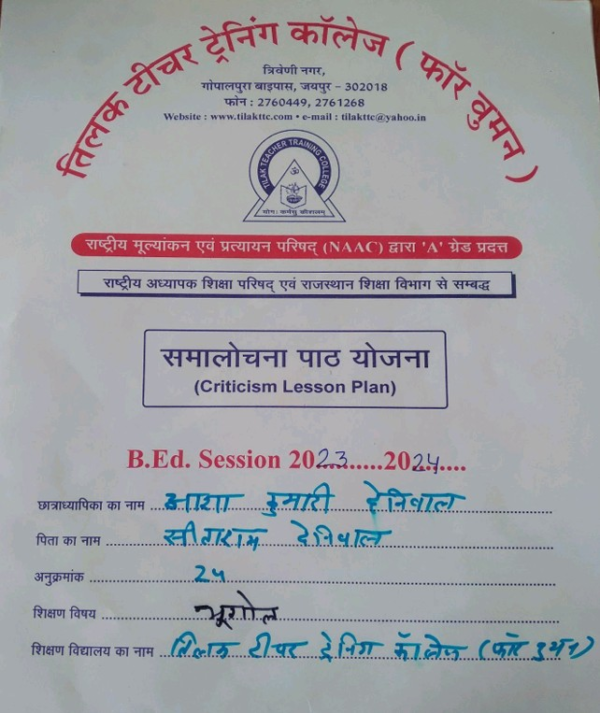 तिलक टीचर ट्रेनिंग कॉलेज ( फॉर वुमन )
त्रिवेणी नगर,
गोपालपुरा बाइपास, जयपुर – 302018
फोन : 2760449, 2761268
Website : www.tilakttc.com • e-mail : tilakttc@yahoo.in
TILAK TEACHER TRAINING COLLEGE
योगः कर्मसु कौशलम्
राष्ट्रीय मूल्यांकन एवं प्रत्यायन परिषद् (NAAC) द्वारा 'A' ग्रेड प्रदत्त
राष्ट्रीय अध्यापक शिक्षा परिषद् एवं राजस्थान शिक्षा विभाग से सम्बद्ध
समालोचना पाठ योजना
(Criticism Lesson Plan)
B.Ed. Session 2023.....2024....
छात्राध्यापिका का नाम आशा कुमारी देनिवाल
पिता का नाम सीताराम देनिवाल
अनुक्रमांक 24
शिक्षण विषय भूगोल
शिक्षण विद्यालय का नाम तिलक टीचर ट्रेनिंग कॉलेज (फॉर वुमन)